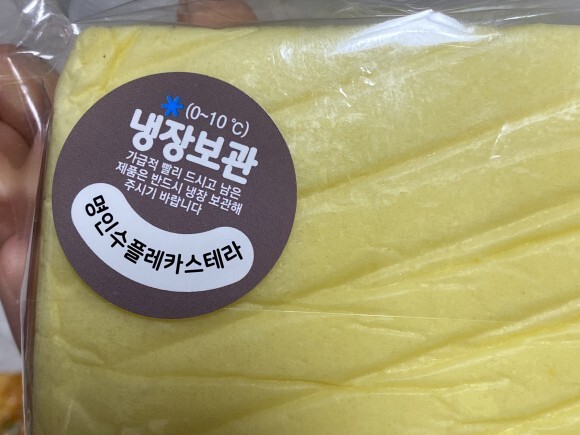 (0~10 ℃)
냉장보관
가급적 빨리 드시고 남은
제품은 반드시 냉장 보관해
주시기 바랍니다
명인수플레카스테라